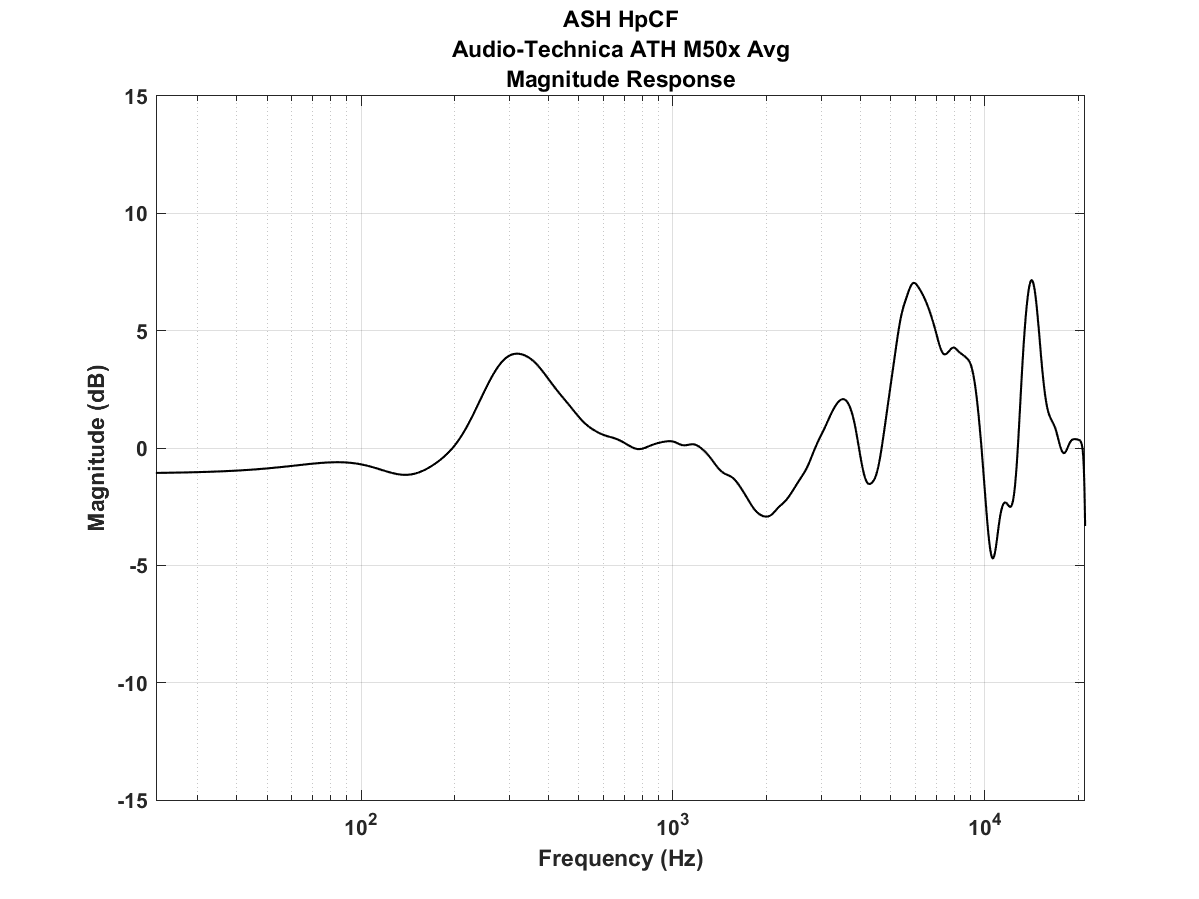 ASH HpCF
Audio-Technica ATH M50x Avg
Magnitude Response
15
10
5
0
-5
-10
-15
Magnitude (dB)
10² 10³ 10⁴
Frequency (Hz)